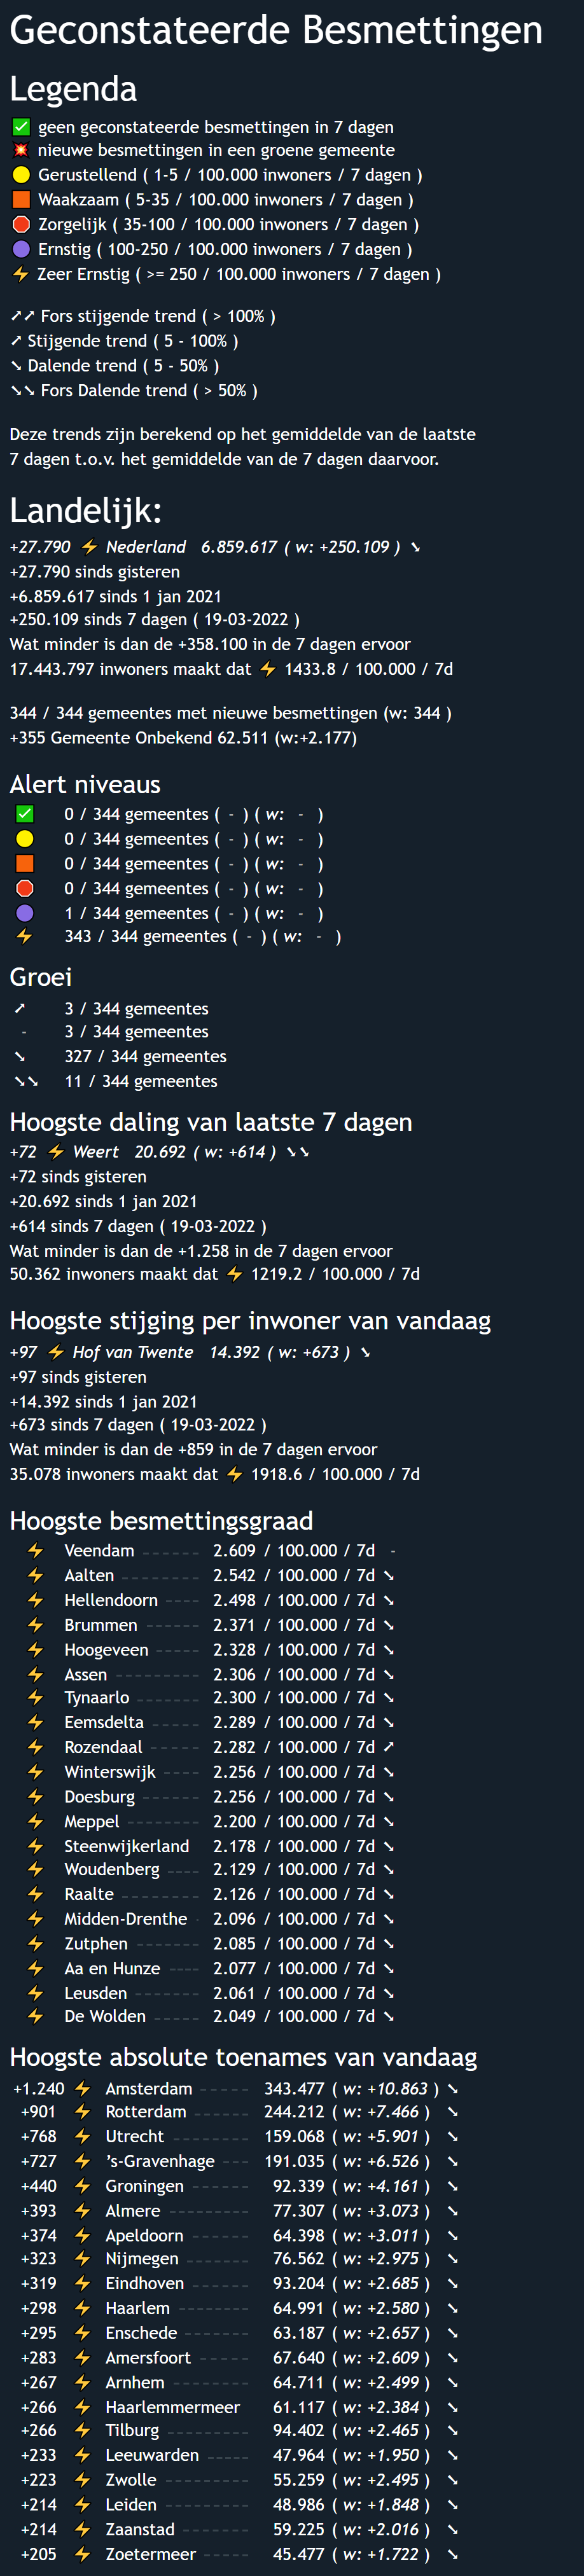 Geconstateerde Besmettingen
Legenda
✅ geen geconstateerde besmettingen in 7 dagen
💥 nieuwe besmettingen in een groene gemeente
🟡 Gerustellend ( 1-5 / 100.000 inwoners / 7 dagen )
🟧 Waakzaam ( 5-35 / 100.000 inwoners / 7 dagen )
🛑 Zorgelijk ( 35-100 / 100.000 inwoners / 7 dagen )
🟣 Ernstig ( 100-250 / 100.000 inwoners / 7 dagen )
⚡ Zeer Ernstig ( >= 250 / 100.000 inwoners / 7 dagen )
➚➚ Fors stijgende trend ( > 100% )
➚ Stijgende trend ( 5 - 100% )
➘ Dalende trend ( 5 - 50% )
➘➘ Fors Dalende trend ( > 50% )
Deze trends zijn berekend op het gemiddelde van de laatste
7 dagen t.o.v. het gemiddelde van de 7 dagen daarvoor.
Landelijk:
+27.790 ⚡ Nederland 6.859.617 ( w: +250.109 ) ➘
+27.790 sinds gisteren
+6.859.617 sinds 1 jan 2021
+250.109 sinds 7 dagen ( 19-03-2022 )
Wat minder is dan de +358.100 in de 7 dagen ervoor
17.443.797 inwoners maakt dat ⚡ 1433.8 / 100.000 / 7d
344 / 344 gemeentes met nieuwe besmettingen (w: 344 )
+355 Gemeente Onbekend 62.511 (w:+2.177)
Alert niveaus
✅ 0 / 344 gemeentes ( - ) ( w: - )
🟡 0 / 344 gemeentes ( - ) ( w: - )
🟧 0 / 344 gemeentes ( - ) ( w: - )
🛑 0 / 344 gemeentes ( - ) ( w: - )
🟣 1 / 344 gemeentes ( - ) ( w: - )
⚡ 343 / 344 gemeentes ( - ) ( w: - )
Groei
➚ 3 / 344 gemeentes
- 3 / 344 gemeentes
➘ 327 / 344 gemeentes
➘➘ 11 / 344 gemeentes
Hoogste daling van laatste 7 dagen
+72 ⚡ Weert 20.692 ( w: +614 ) ➘➘
+72 sinds gisteren
+20.692 sinds 1 jan 2021
+614 sinds 7 dagen ( 19-03-2022 )
Wat minder is dan de +1.258 in de 7 dagen ervoor
50.362 inwoners maakt dat ⚡ 1219.2 / 100.000 / 7d
Hoogste stijging per inwoner van vandaag
+97 ⚡ Hof van Twente 14.392 ( w: +673 ) ➘
+97 sinds gisteren
+14.392 sinds 1 jan 2021
+673 sinds 7 dagen ( 19-03-2022 )
Wat minder is dan de +859 in de 7 dagen ervoor
35.078 inwoners maakt dat ⚡ 1918.6 / 100.000 / 7d
Hoogste besmettingsgraad
⚡ Veendam ------ 2.609 / 100.000 / 7d -
⚡ Aalten -------- 2.542 / 100.000 / 7d ➘
⚡ Hellendoorn ---- 2.498 / 100.000 / 7d ➘
⚡ Brummen ------ 2.371 / 100.000 / 7d ➘
⚡ Hoogeveen ----- 2.328 / 100.000 / 7d ➘
⚡ Assen --------- 2.306 / 100.000 / 7d ➘
⚡ Tynaarlo ------- 2.300 / 100.000 / 7d ➘
⚡ Eemsdelta ----- 2.289 / 100.000 / 7d ➘
⚡ Rozendaal ----- 2.282 / 100.000 / 7d ➚
⚡ Winterswijk ---- 2.256 / 100.000 / 7d ➘
⚡ Doesburg ------ 2.256 / 100.000 / 7d ➘
⚡ Meppel -------- 2.200 / 100.000 / 7d ➘
⚡ Steenwijkerland 2.178 / 100.000 / 7d ➘
⚡ Woudenberg ---- 2.129 / 100.000 / 7d ➘
⚡ Raalte -------- 2.126 / 100.000 / 7d ➘
⚡ Midden-Drenthe - 2.096 / 100.000 / 7d ➘
⚡ Zutphen ------- 2.085 / 100.000 / 7d ➘
⚡ Aa en Hunze ---- 2.077 / 100.000 / 7d ➘
⚡ Leusden ------- 2.061 / 100.000 / 7d ➘
⚡ De Wolden ----- 2.049 / 100.000 / 7d ➘
Hoogste absolute toenames van vandaag
+1.240 ⚡ Amsterdam ----- 343.477 ( w: +10.863 ) ➘
+901 ⚡ Rotterdam ------ 244.212 ( w: +7.466 ) ➘
+768 ⚡ Utrecht -------- 159.068 ( w: +5.901 ) ➘
+727 ⚡ ’s-Gravenhage --- 191.035 ( w: +6.526 ) ➘
+440 ⚡ Groningen ------ 92.339 ( w: +4.161 ) ➘
+393 ⚡ Almere --------- 77.307 ( w: +3.073 ) ➘
+374 ⚡ Apeldoorn ------ 64.398 ( w: +3.011 ) ➘
+323 ⚡ Nijmegen ------- 76.562 ( w: +2.975 ) ➘
+319 ⚡ Eindhoven ------ 93.204 ( w: +2.685 ) ➘
+298 ⚡ Haarlem -------- 64.991 ( w: +2.580 ) ➘
+295 ⚡ Enschede ------- 63.187 ( w: +2.657 ) ➘
+283 ⚡ Amersfoort ------ 67.640 ( w: +2.609 ) ➘
+267 ⚡ Arnhem -------- 64.711 ( w: +2.499 ) ➘
+266 ⚡ Haarlemmermeer 61.117 ( w: +2.384 ) ➘
+266 ⚡ Tilburg --------- 94.402 ( w: +2.465 ) ➘
+233 ⚡ Leeuwarden ----- 47.964 ( w: +1.950 ) ➘
+223 ⚡ Zwolle --------- 55.259 ( w: +2.495 ) ➘
+214 ⚡ Leiden --------- 48.986 ( w: +1.848 ) ➘
+214 ⚡ Zaanstad ------- 59.225 ( w: +2.016 ) ➘
+205 ⚡ Zoetermeer ----- 45.477 ( w: +1.722 ) ➘